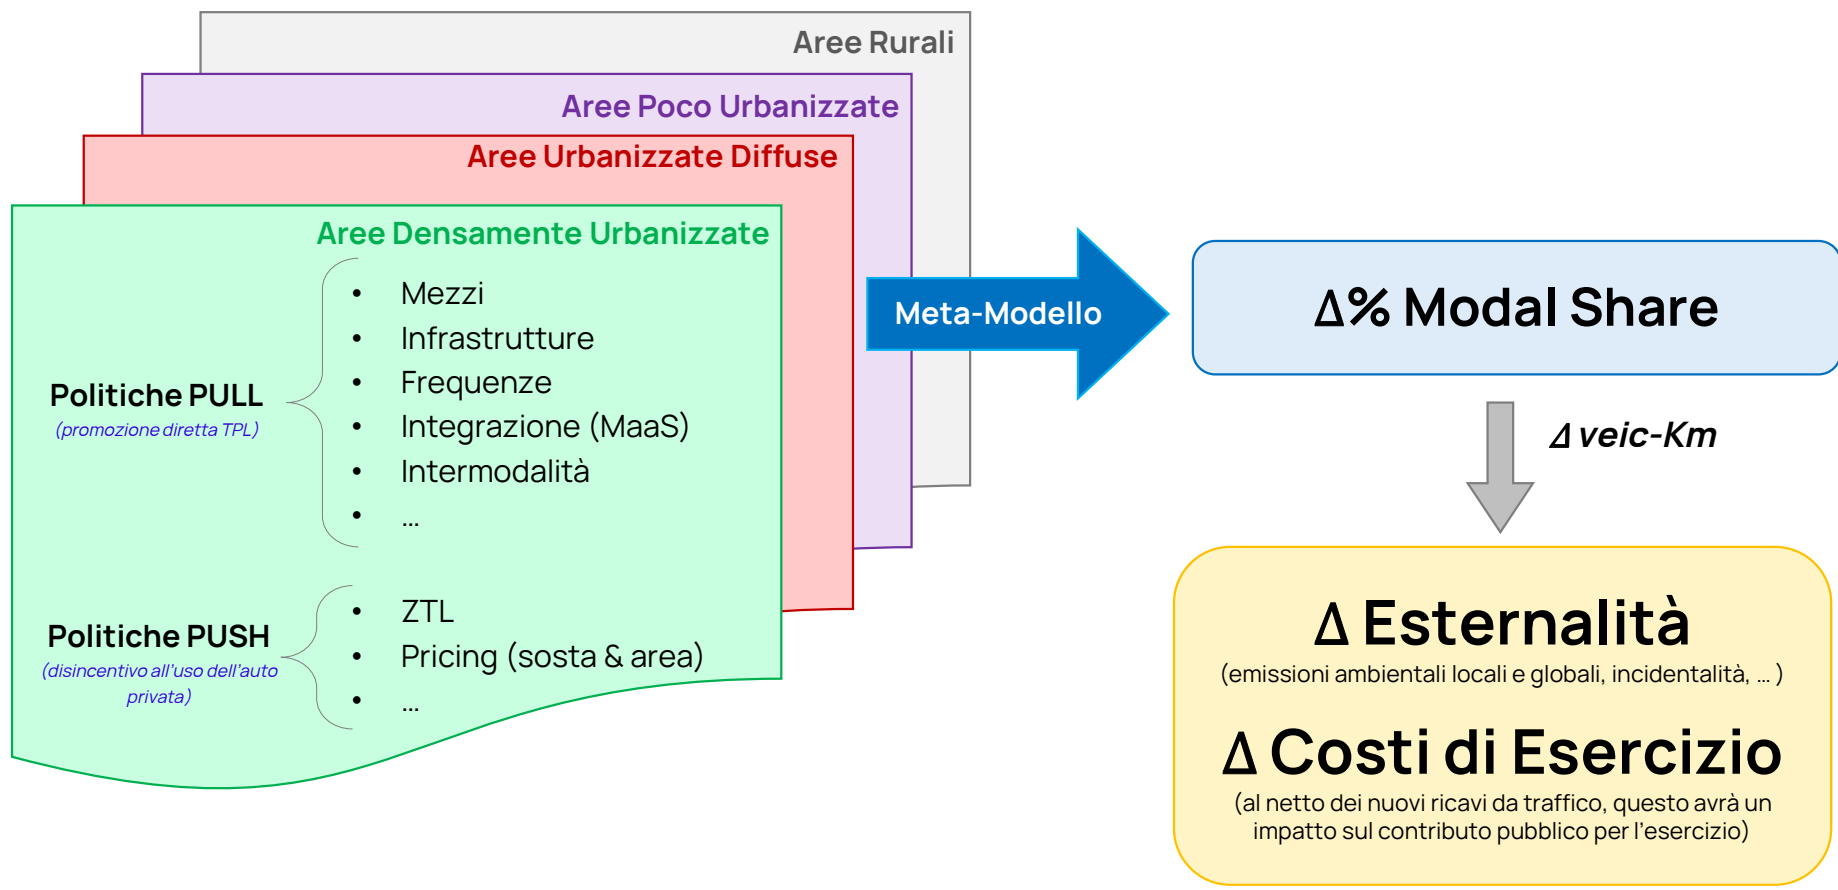 Aree Rurali
Aree Poco Urbanizzate
Aree Urbanizzate Diffuse
Aree Densamente Urbanizzate
Politiche PULL
(promozione diretta TPL)
• Mezzi
• Infrastrutture
• Frequenze
• Integrazione (MaaS)
• Intermodalità
• ...
Politiche PUSH
(disincentivo all'uso dell'auto
privata)
• ZTL
• Pricing (sosta & area)
• ...
Meta-Modello
Δ% Modal Share
Δ veic-Km
Δ Esternalità
(emissioni ambientali locali e globali, incidentalità, ... )
Δ Costi di Esercizio
(al netto dei nuovi ricavi da traffico, questo avrà un
impatto sul contributo pubblico per l'esercizio)